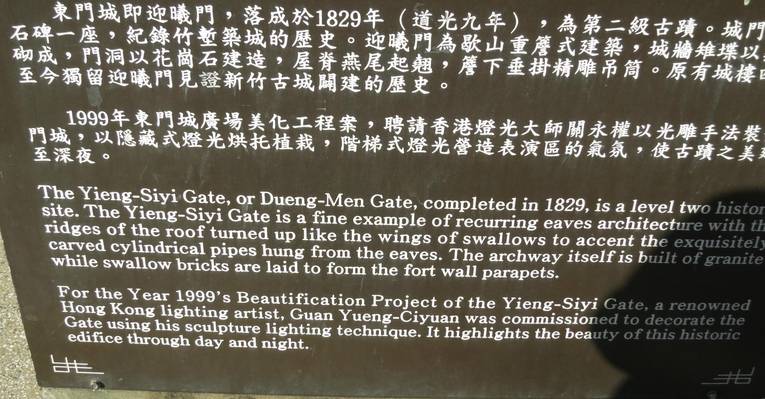 東門城即迎曦門，落成於1829年（道光九年），為第二級古蹟。城門
石碑一座，紀錄竹塹築城的歷史。迎曦門為歇山重簷式建築，城牆雉堞以
砌成，門洞以花崗石建造，屋脊燕尾起翹，簷下垂掛精雕吊筒。原有城樓
至今獨留迎曦門見證新竹古城闢建的歷史。
1999年東門城廣場美化工程案，聘請香港燈光大師關永權以光雕手法裝
門城，以隱藏式燈光烘托植栽，階梯式燈光營造表演區的氣氛，使古蹟之美
至深夜。
The Yieng-Siyi Gate, or Dueng-Men Gate, completed in 1829, is a level two histor
site. The Yieng-Siyi Gate is a fine example of recurring eaves architecture with th
ridges of the roof turned up like the wings of swallows to accent the exquisitely
carved cylindrical pipes hung from the eaves. The archway itself is built of granite
while swallow bricks are laid to form the fort wall parapets.
For the Year 1999's Beautification Project of the Yieng-Siyi Gate, a renowned
Hong Kong lighting artist, Guan Yueng-Ciyuan was commissioned to decorate the
Gate using his sculpture lighting technique. It highlights the beauty of this historic
edifice through day and night.